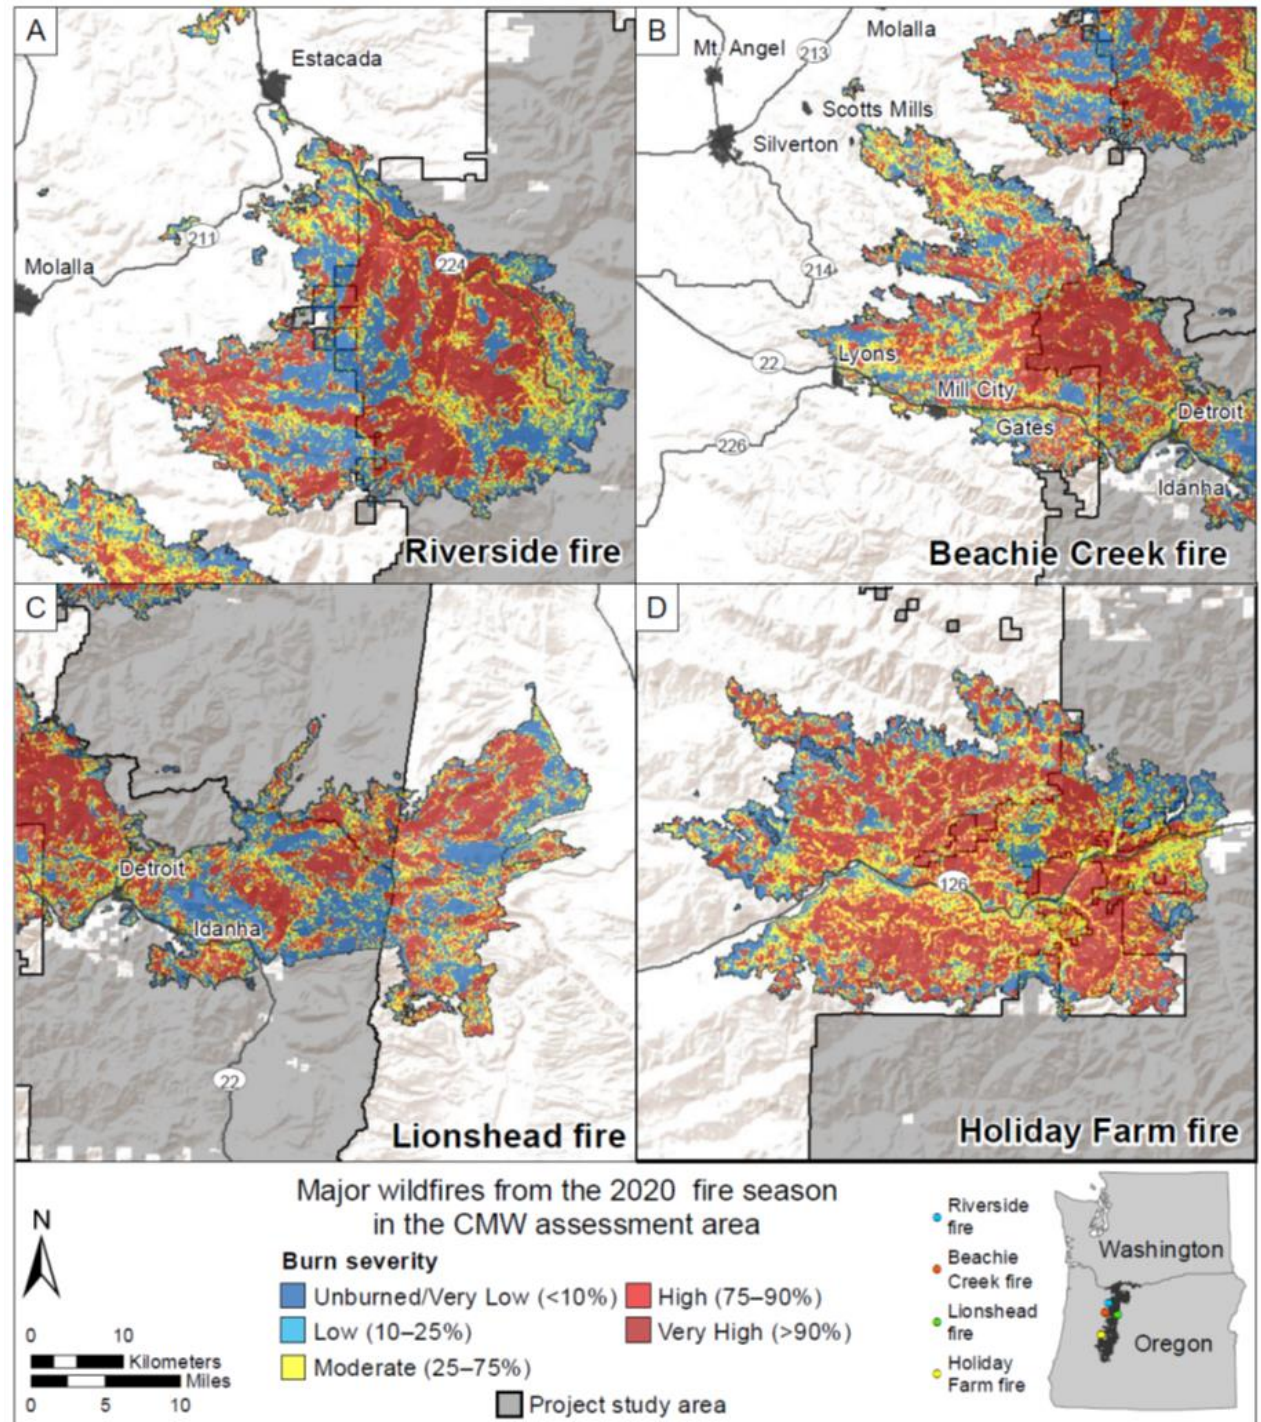 A
Estacada
211
224
Molalla
Riverside fire
B
Molalla
Mt. Angel
213
Scotts Mills
Silverton
214
Lyons
22
Mill City
Detroit
Gates
226
Idanha
Beachie Creek fire
C
Detroit
Idanha
22
Lionshead fire
D
126
Holiday Farm fire
Major wildfires from the 2020 fire season
in the CMW assessment area
N
0 10
Kilometers
Miles
0 5 10
Burn severity
Unburned/Very Low (<10%)
Low (10–25%)
Moderate (25–75%)
High (75–90%)
Very High (>90%)
Project study area
Riverside
fire
Beachie
Creek fire
Lionshead
fire
Holiday
Farm fire
Washington
Oregon